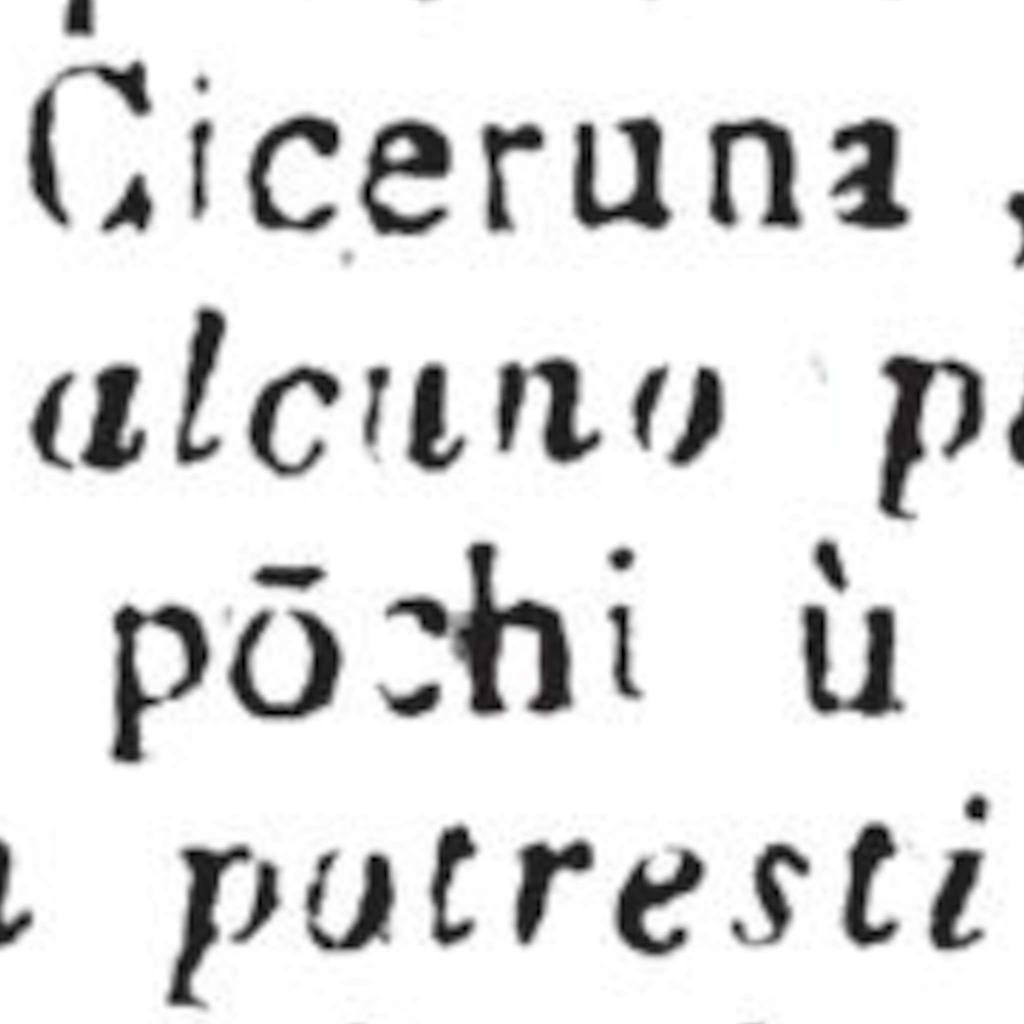 Ciceruna ,
alcuno
pōchi ù
potresti